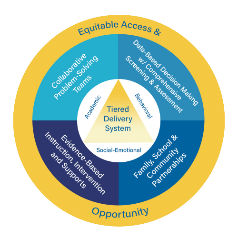 Equitable Access &
Collaborative
Problem-Solving
Teams
Data-Based Decision Making
w/ Comprehensive
Screening & Assessment
Academic
Behavioral
Tiered
Delivery
System
Social-Emotional
Evidence-Based
Instruction, Intervention
and Supports
Family, School &
Community
Partnerships
Opportunity